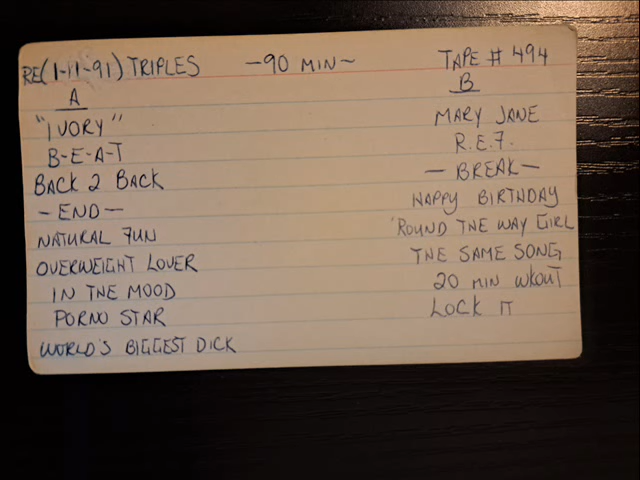 RE(1-11-91) TRIPLES -90 MIN~ TAPE # 494
A
"IVORY"
B-E-A-T
BACK 2 BACK
- END -
NATURAL FUN
OVERWEIGHT LOVER
IN THE MOOD
PORNO STAR
WORLD'S BIGGEST DICK
B
MARY JANE
R.E.F.
- BREAK -
HAPPY BIRTHDAY
'ROUND THE WAY GIRL
THE SAME SONG
20 MIN WKOUT
LOCK IT